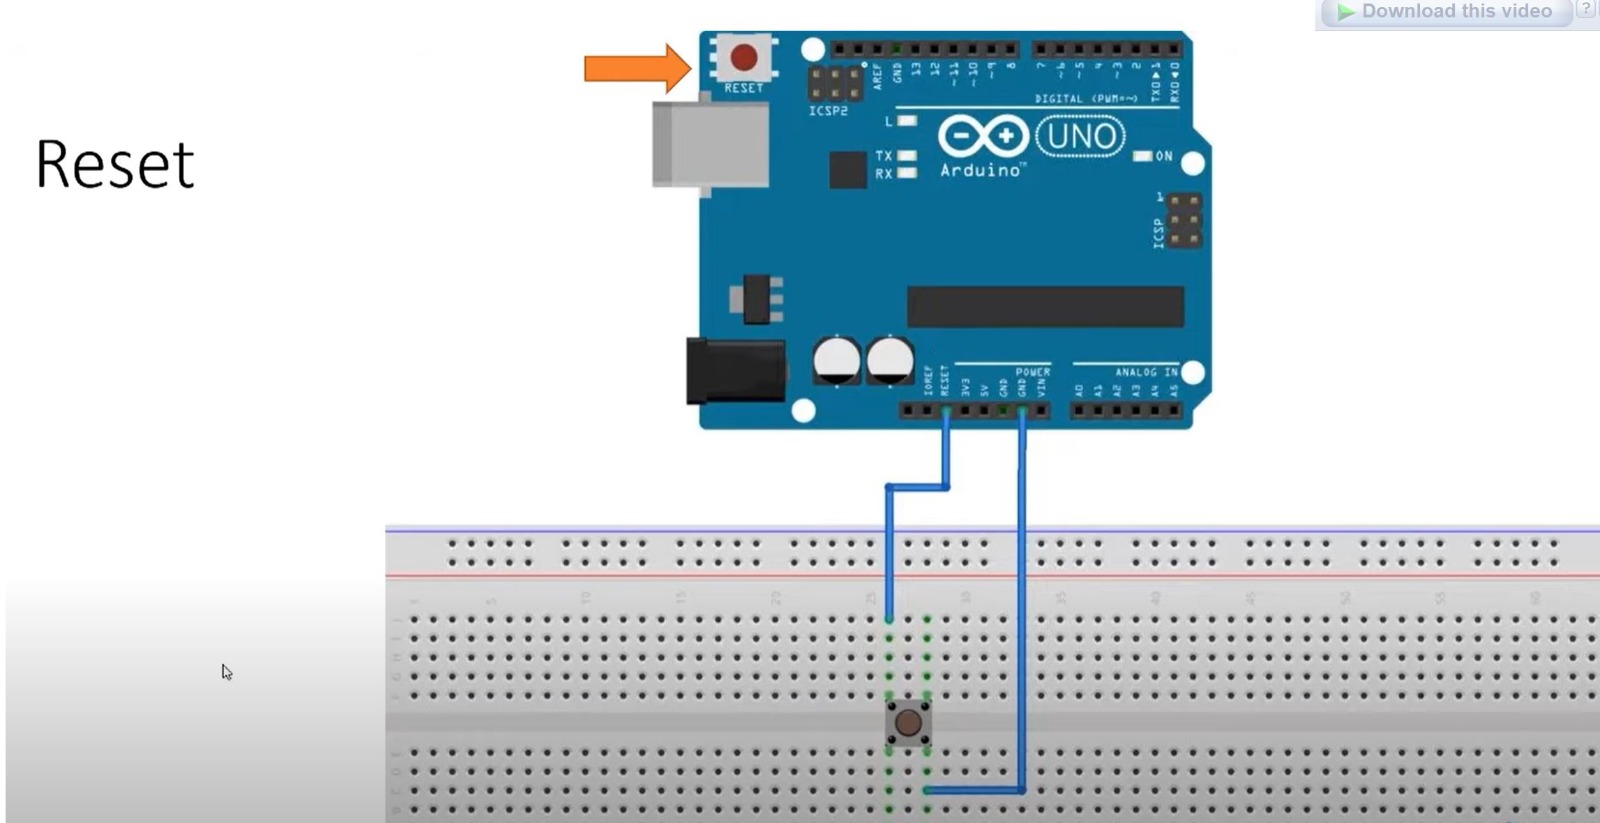 Download this video ?
Reset
RESET
ICSP2
AREF
GND
13
12
~11
~10
~9
8
7
~6
~5
4
~3
2
TX0▶1
RX0◀0
DIGITAL (PWM=~)
L
TX
RX
UNO
Arduino™
ON
1
ICSP
IOREF
RESET
3V3
5V
GND
GND
VIN
POWER
ANALOG IN
A0
A1
A2
A3
A4
A5
1 5 10 15 20 25 30 35 40 45 50 55 60